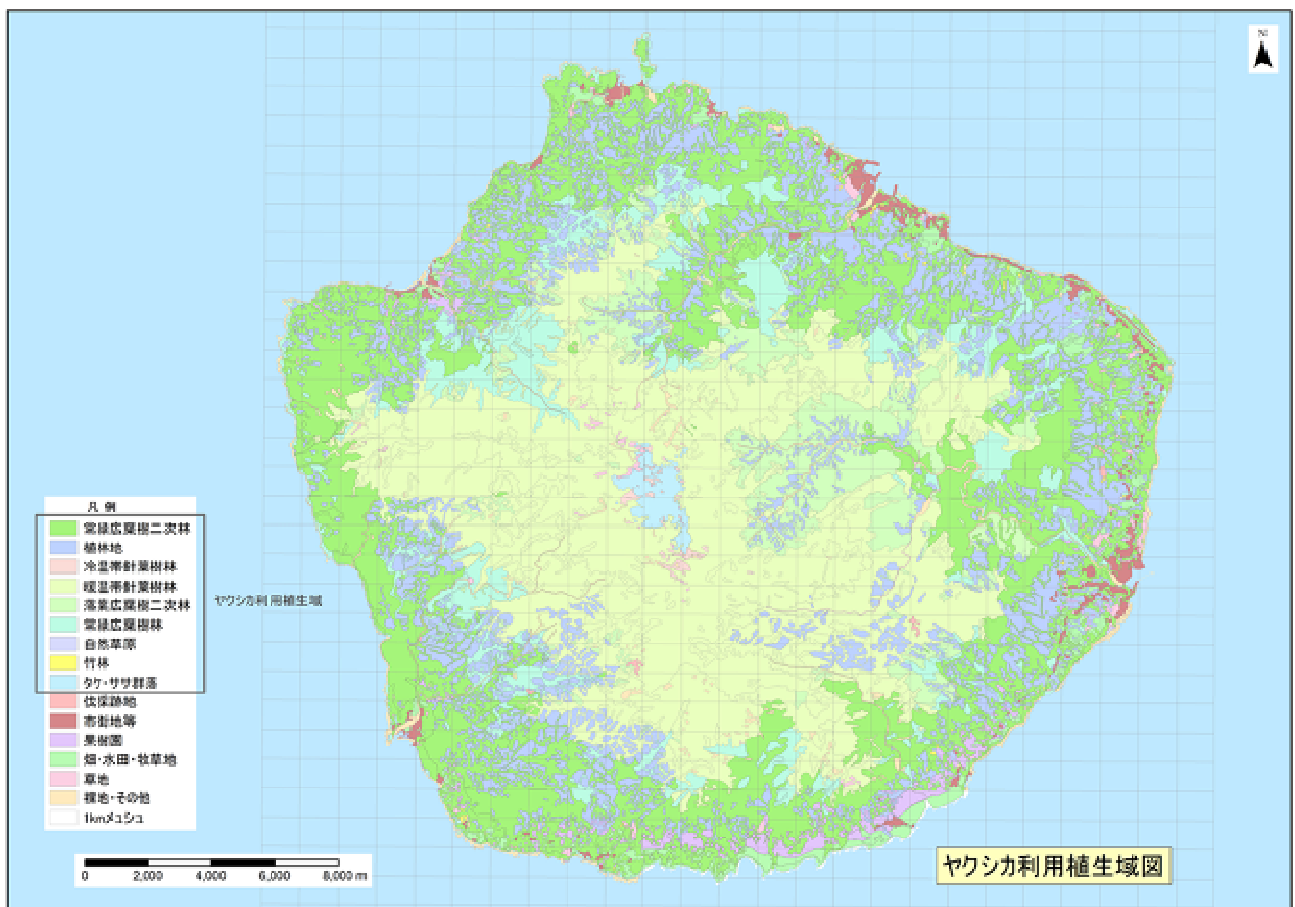 N
凡 例
常緑広葉樹二次林
植林地
冷温帯針葉樹林
暖温帯針葉樹林
落葉広葉樹二次林
常緑広葉樹林
自然草原
竹林
タケ・ササ群落
伐採跡地
市街地等
果樹園
畑・水田・牧草地
草地
裸地・その他
1kmメッシュ
ヤクシカ利用植生域
0 2,000 4,000 6,000 8,000 m
ヤクシカ利用植生域図